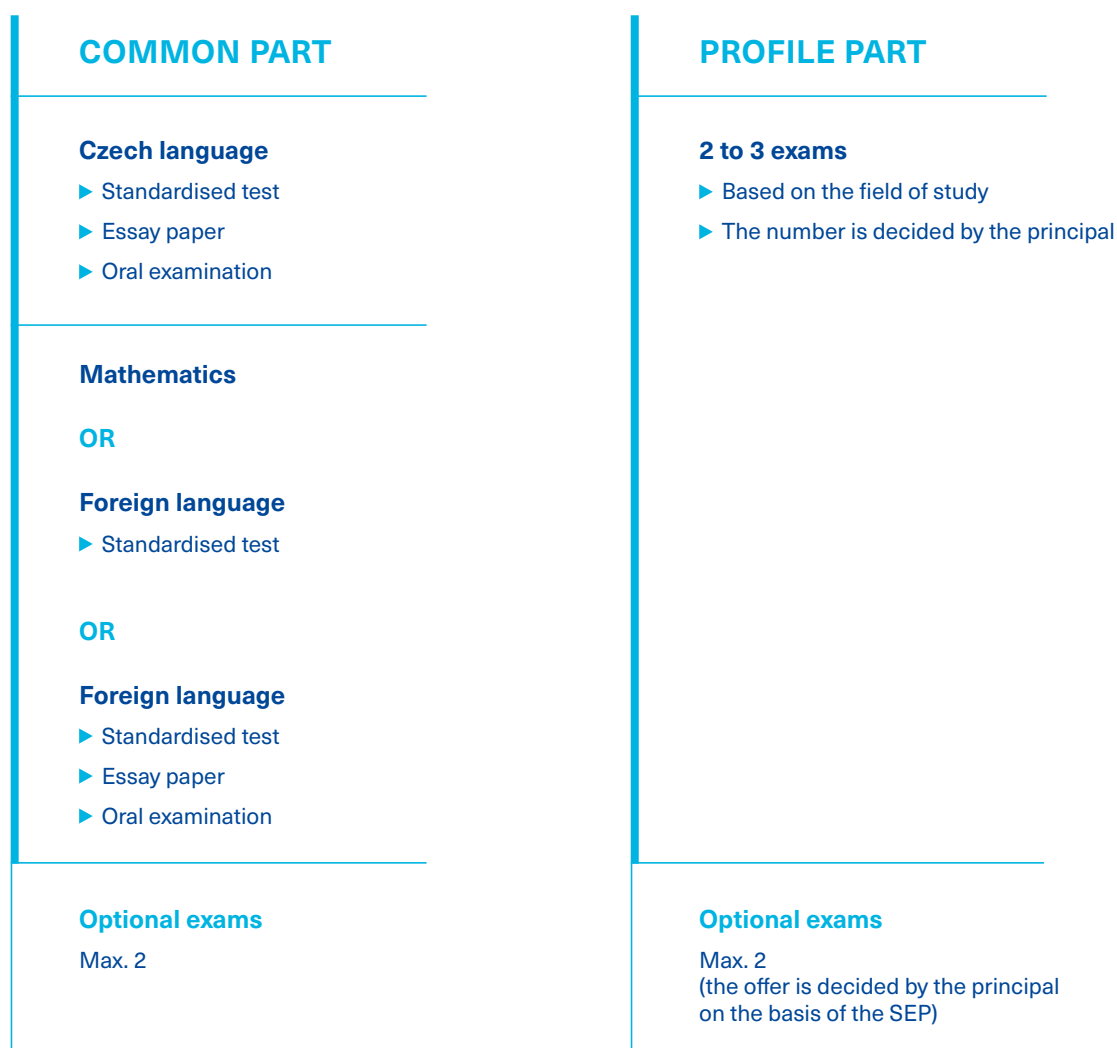 COMMON PART
Czech language
Standardised test
Essay paper
Oral examination
Mathematics
OR
Foreign language
Standardised test
OR
Foreign language
Standardised test
Essay paper
Oral examination
Optional exams
Max. 2
PROFILE PART
2 to 3 exams
Based on the field of study
The number is decided by the principal
Optional exams
Max. 2
(the offer is decided by the principal
on the basis of the SEP)